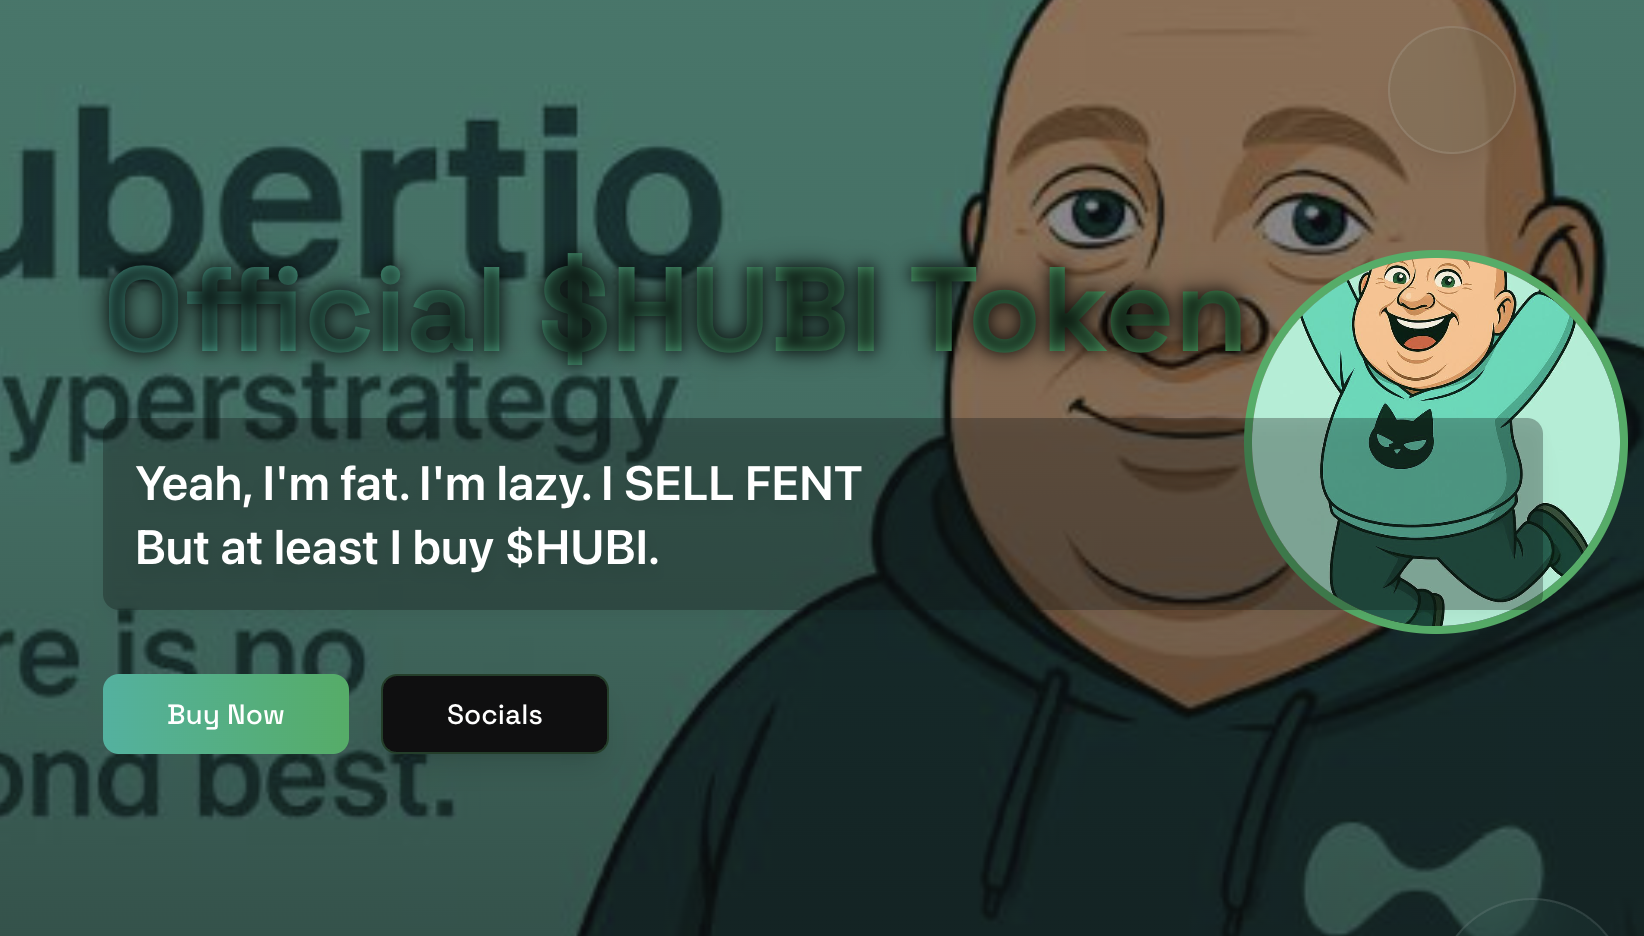 ubertio
Official $HUBI Token
yperstrategy
Yeah, I'm fat. I'm lazy. I SELL FENT
But at least I buy $HUBI.
re is no
Buy Now
Socials
ond best.